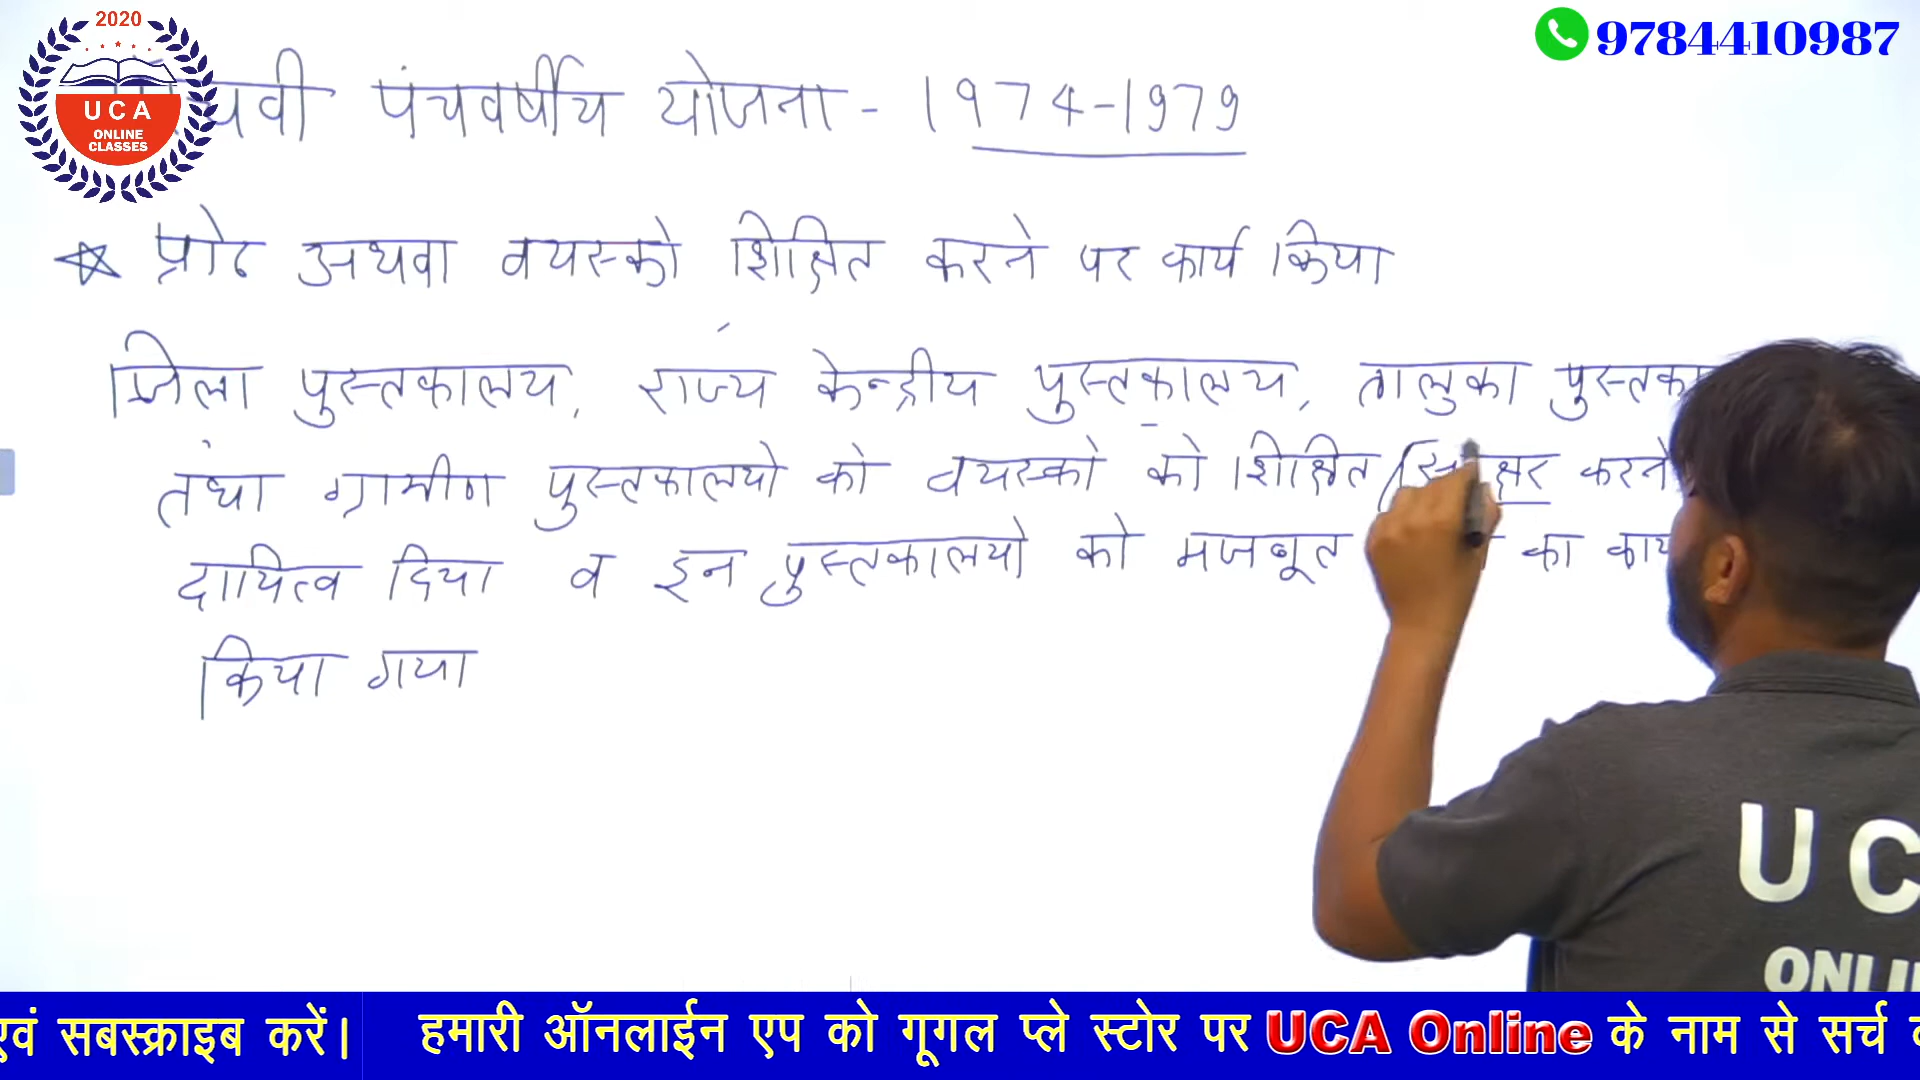 2020
UCA
ONLINE
CLASSES
9784410987
पंचवर्षीय योजना - 1974-1979
प्रोढ अथवा वयस्को शिक्षित करने पर कार्य किया
जिला पुस्तकालय, राज्य केन्द्रीय पुस्तकालय, तालुका
तथा ग्रामीण पुस्तकालयो को वयस्को को शिक्षित (साक्षर करने
दायित्व दिया व इन पुस्तकालयो को मजबूत का
किया गया
U C
एवं सबस्क्राइब करें। हमारी ऑनलाईन एप को गूगल प्ले स्टोर पर UCA Online के नाम से सर्च